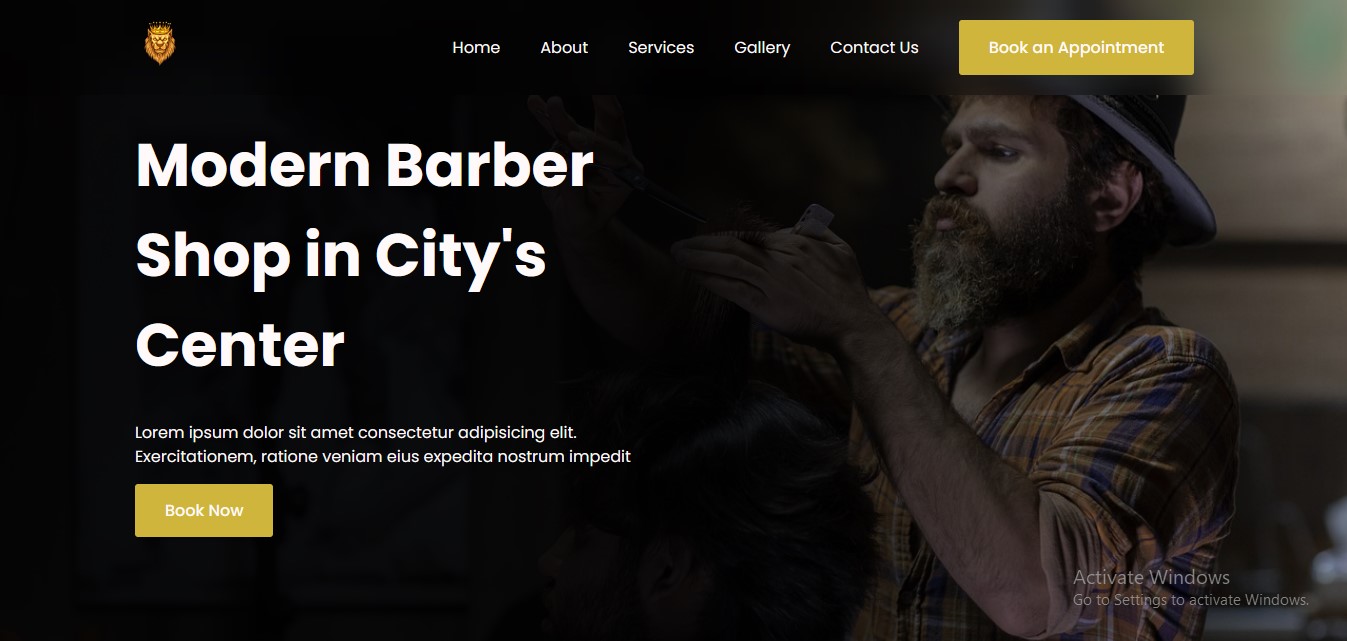 Home About Services Gallery Contact Us Book an Appointment
Modern Barber
Shop in City's
Center
Lorem ipsum dolor sit amet consectetur adipisicing elit.
Exercitationem, ratione veniam eius expedita nostrum impedit
Book Now
Activate Windows
Go to Settings to activate Windows.